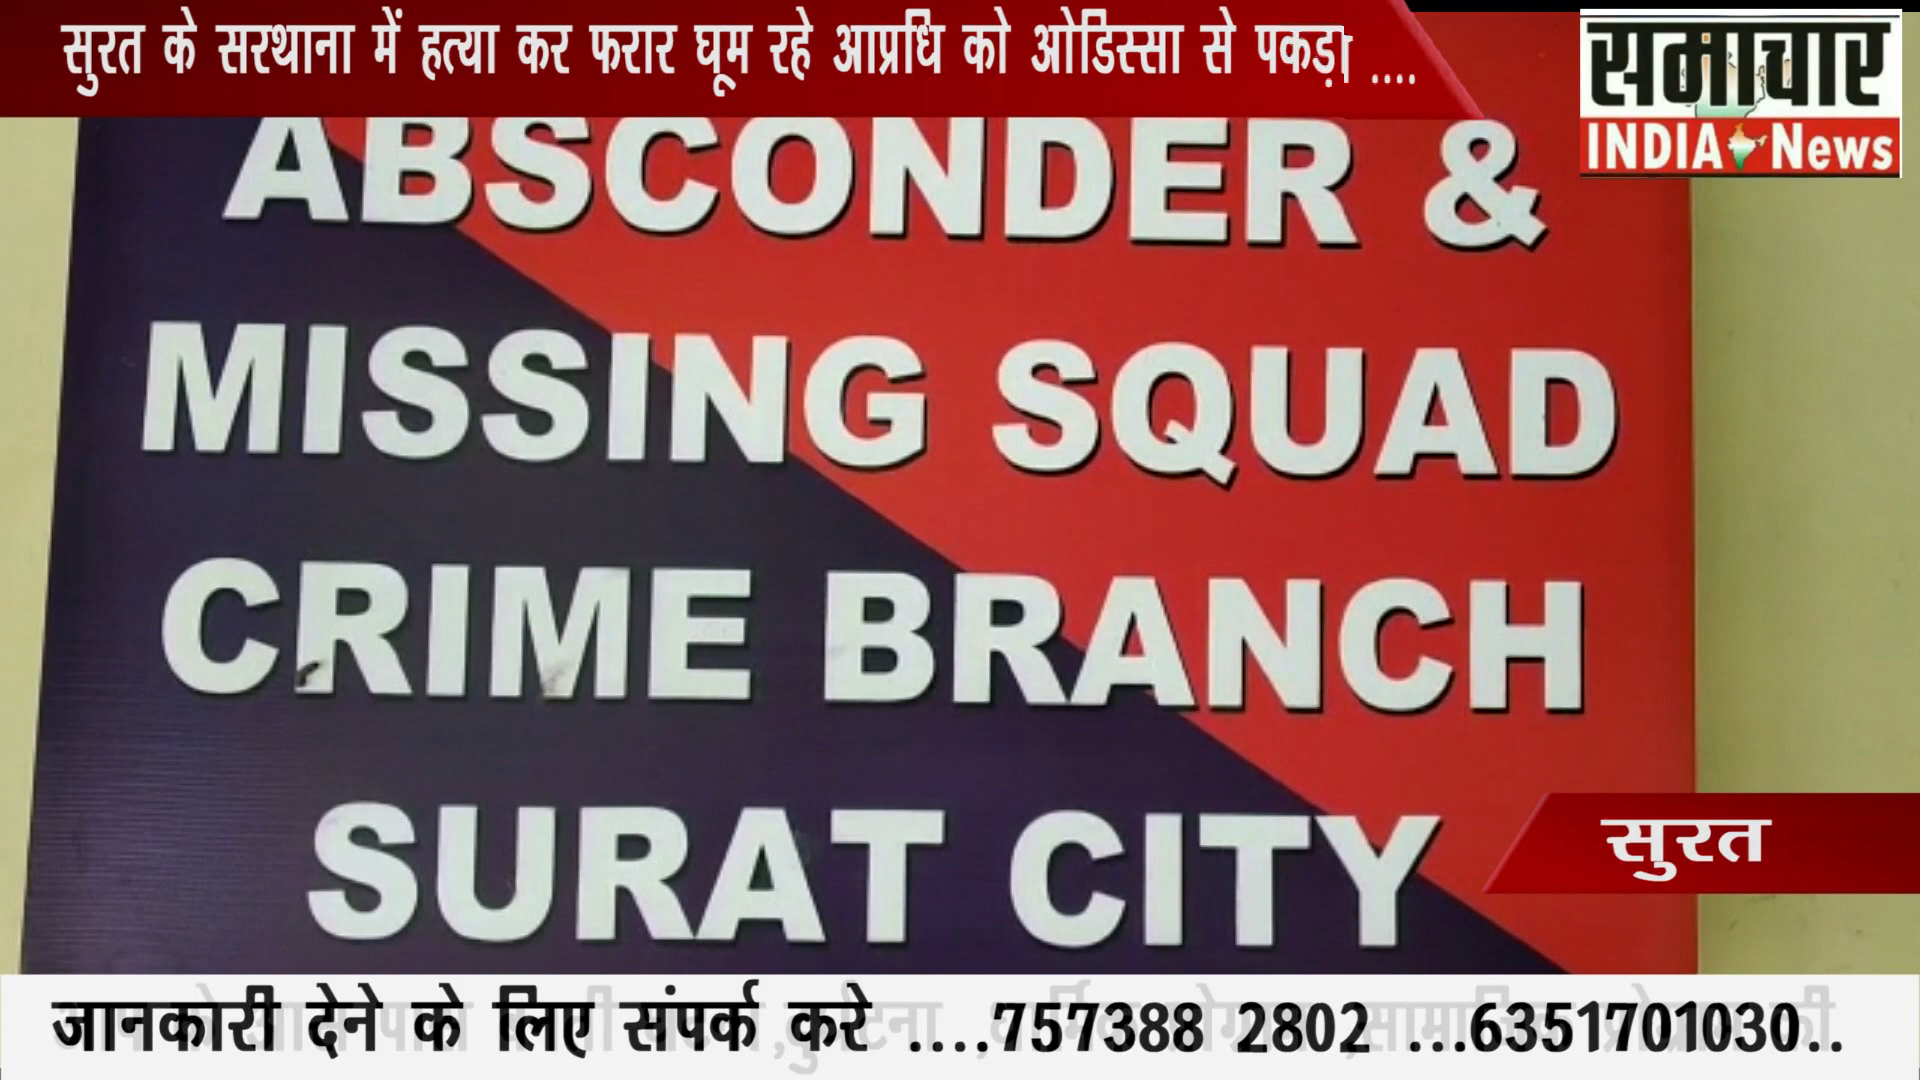 सुरत के सरथाना में हत्या कर फरार घूम रहे आप्रधि को ओडिस्सा से पकड़ा ....
समाचार
INDIA News
ABSCONDER &
MISSING SQUAD
CRIME BRANCH
SURAT CITY
सुरत
जानकारी देने के लिए संपर्क करे ....757388 2802 ...6351701030..